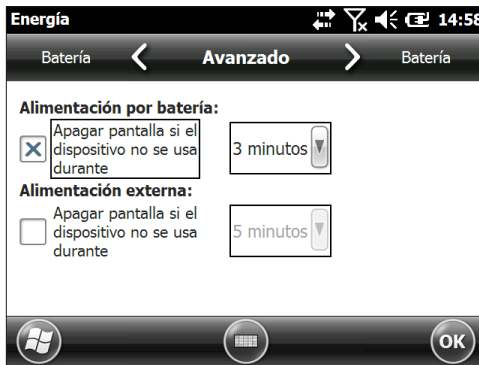 Energía 14:58
Batería Avanzado Batería
Alimentación por batería:
Apagar pantalla si el
dispositivo no se usa
durante
3 minutos
Alimentación externa:
Apagar pantalla si el
dispositivo no se usa
durante
5 minutos
OK